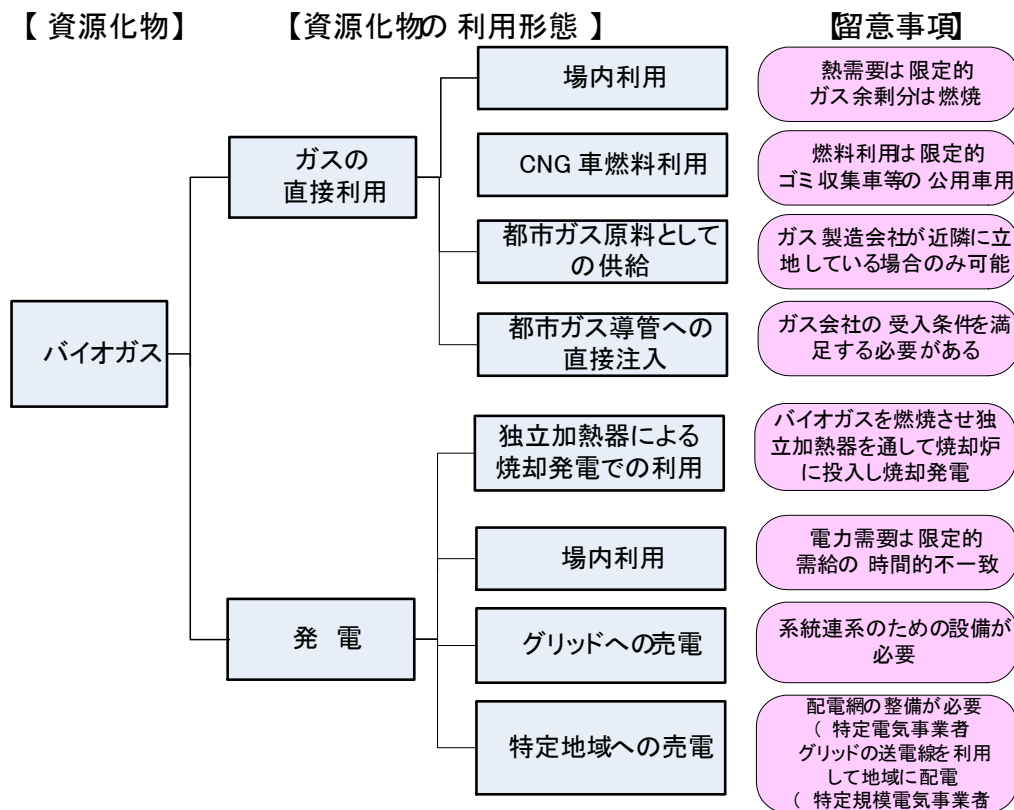 【資源化物】
【資源化物の利用形態】
【留意事項】
バイオガス
ガスの
直接利用
場内利用
熱需要は限定的
ガス余剰分は燃焼
CNG 車燃料利用
燃料利用は限定的
ゴミ収集車等の公用車用
都市ガス原料として
の供給
ガス製造会社が近隣に立
地している場合のみ可能
都市ガス導管への
直接注入
ガス会社の受入条件を満
足する必要がある
発 電
独立加熱器による
焼却発電での利用
バイオガスを燃焼させ独
立加熱器を通して焼却炉
に投入し焼却発電
場内利用
電力需要は限定的
需給の時間的不一致
グリッドへの売電
系統連系のための設備が
必要
特定地域への売電
配電網の整備が必要
( 特定電気事業者
グリッドの送電線を利用
して地域に配電
( 特定規模電気事業者